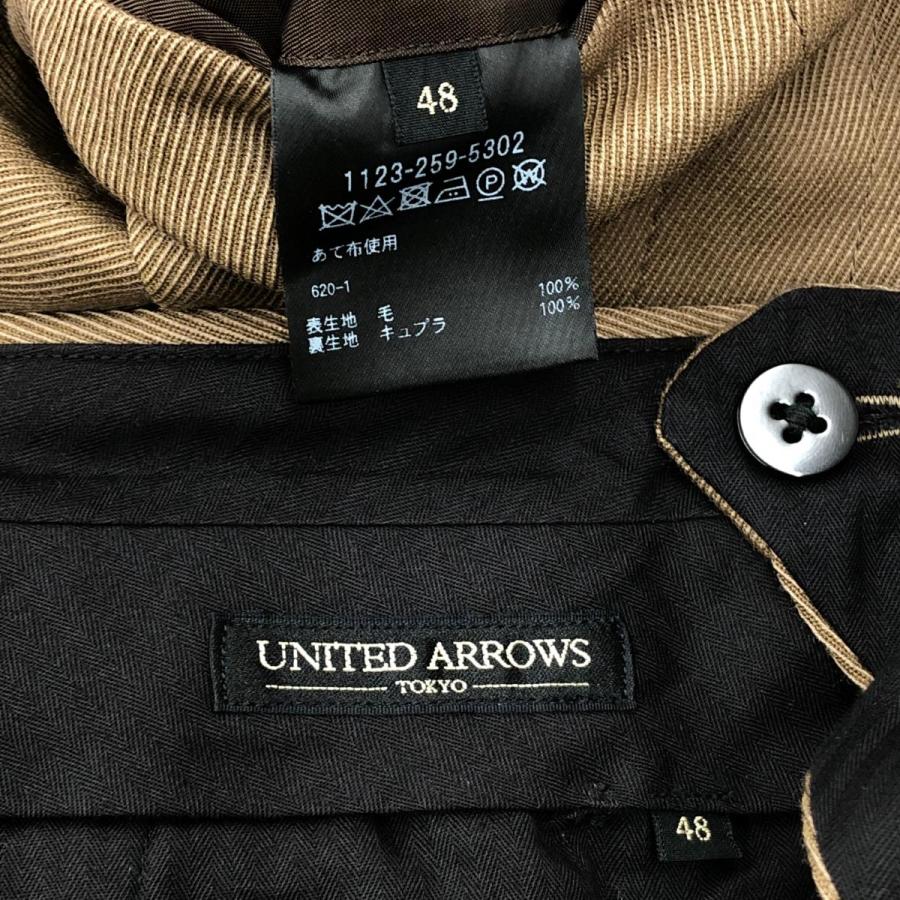 48
1123-259-5302
P W
あて布使用
620-1
表生地 毛 100%
裏生地 キュプラ 100%
UNITED ARROWS
TOKYO
48